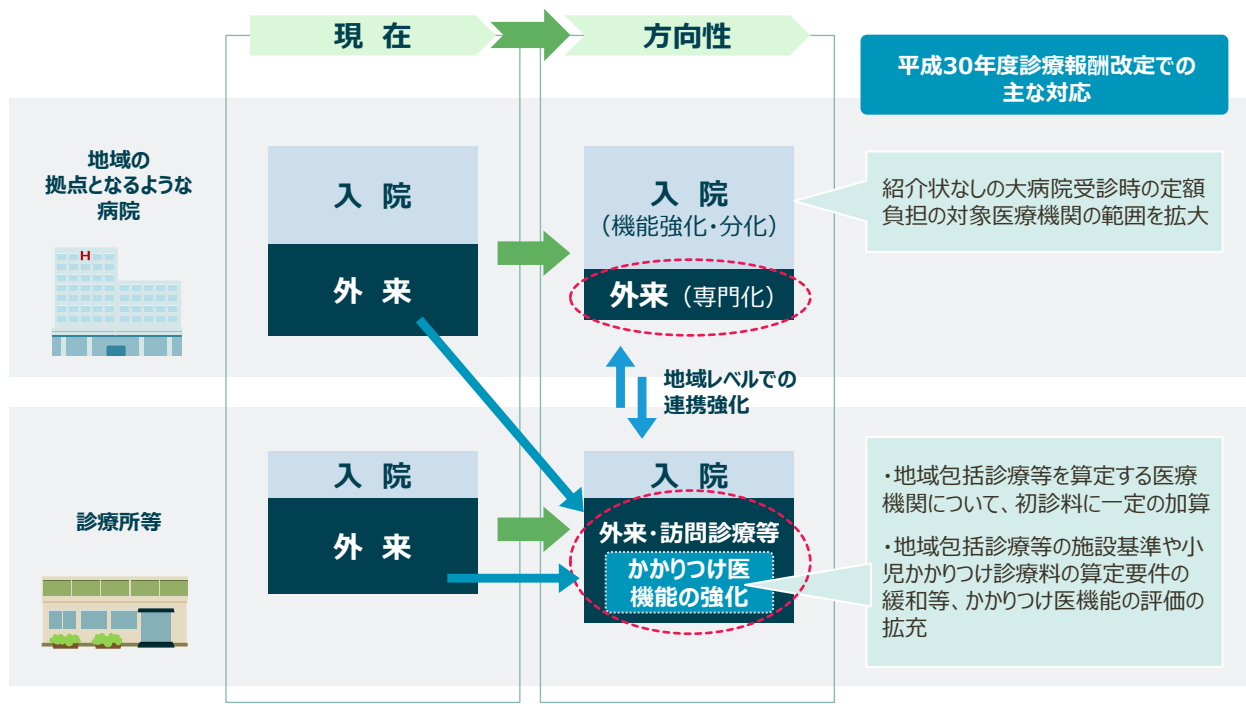 現 在
方向性
平成30年度診療報酬改定での
主な対応
地域の
拠点となるような
病院
H
入 院
外 来
入 院
（機能強化・分化）
外来（専門化）
紹介状なしの大病院受診時の定額
負担の対象医療機関の範囲を拡大
地域レベルでの
連携強化
診療所等
入 院
外 来
入 院
外来・訪問診療等
かかりつけ医
機能の強化
・地域包括診療等を算定する医療
機関について、初診料に一定の加算
・地域包括診療等の施設基準や小
児かかりつけ診療料の算定要件の
緩和等、かかりつけ医機能の評価の
拡充